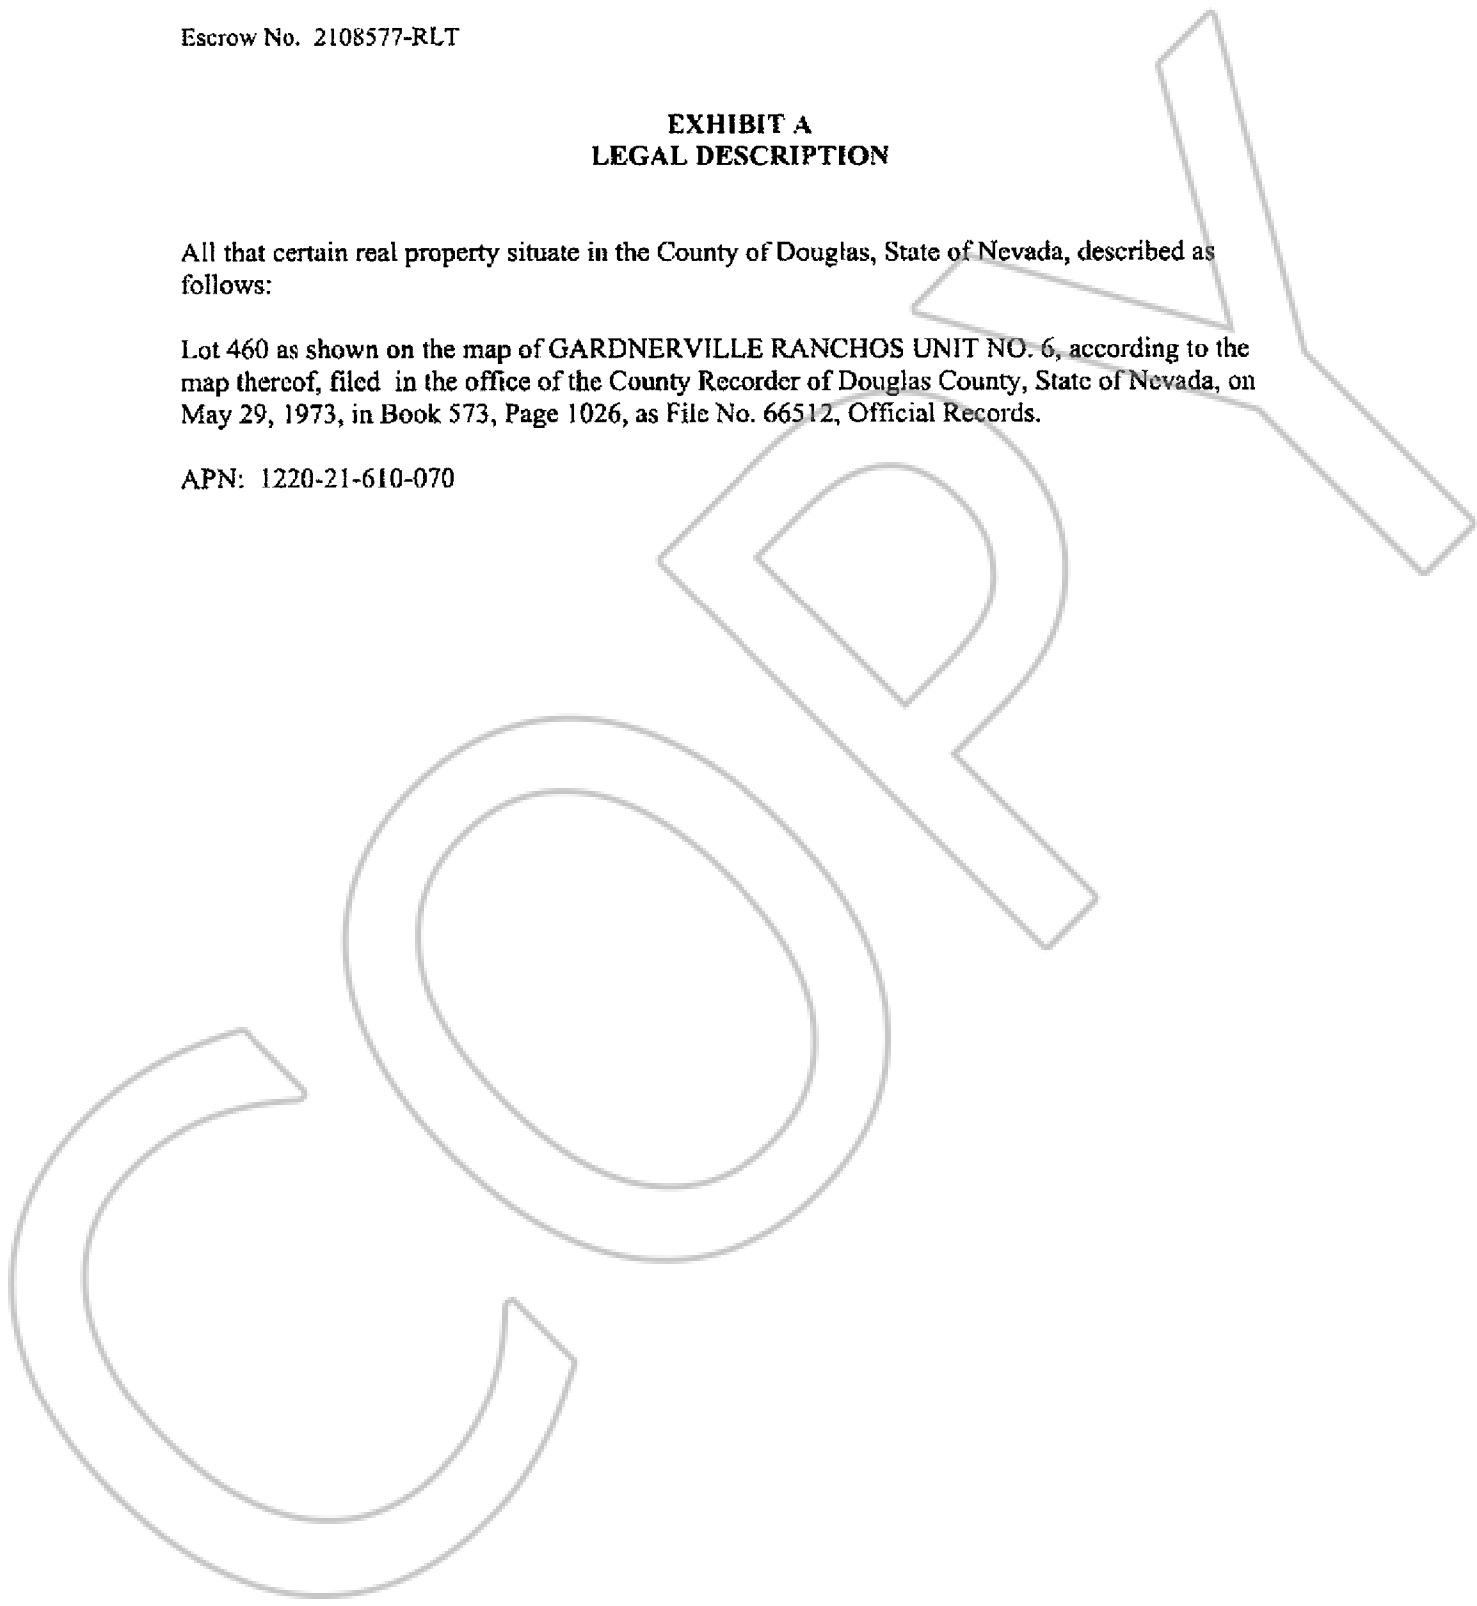 Escrow No. 2108577-RLT
EXHIBIT A
LEGAL DESCRIPTION
All that certain real property situate in the County of Douglas, State of Nevada, described as
follows:
Lot 460 as shown on the map of GARDNERVILLE RANCHOS UNIT NO. 6, according to the
map thereof, filed in the office of the County Recorder of Douglas County, State of Nevada, on
May 29, 1973, in Book 573, Page 1026, as File No. 66512, Official Records.
APN: 1220-21-610-070
COPY